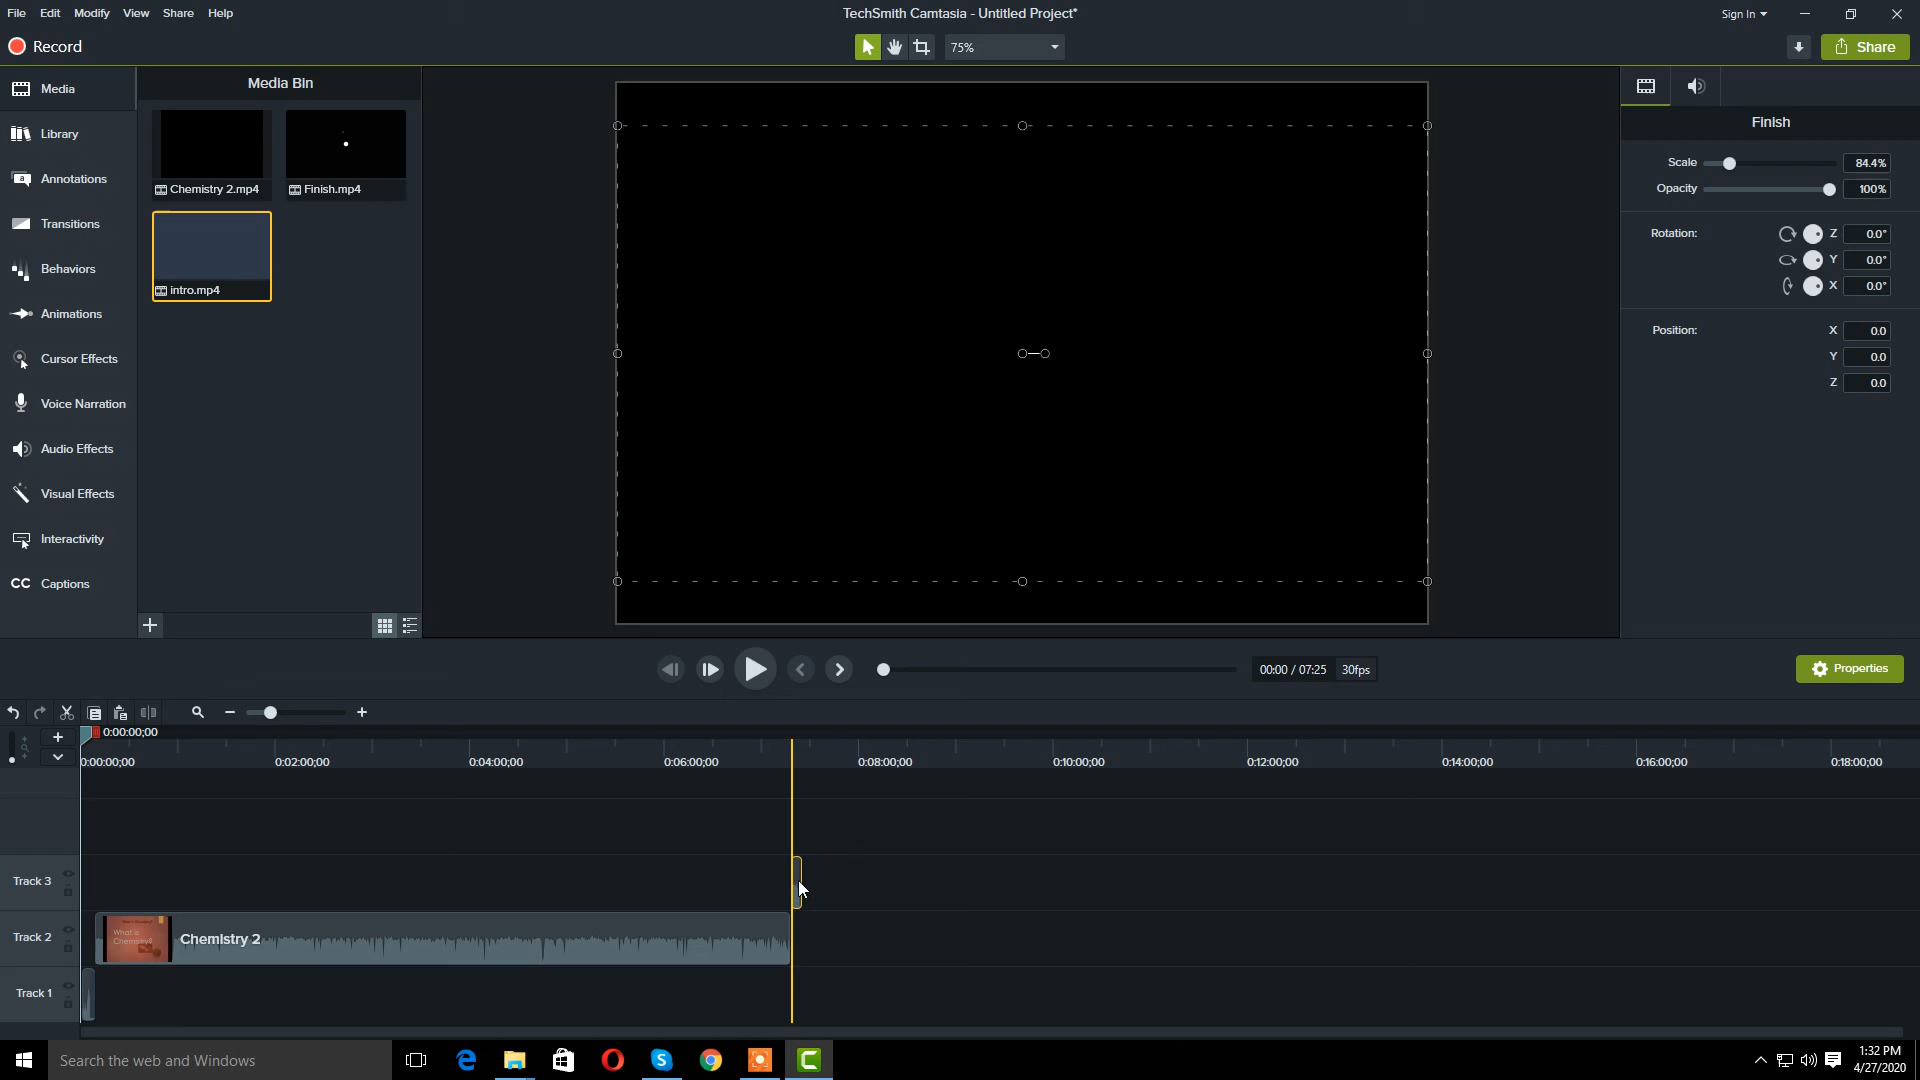 File Edit Modify View Share Help
TechSmith Camtasia - Untitled Project*
Sign In
Record
75%
Share
Media
Library
Annotations
Transitions
Behaviors
Animations
Cursor Effects
Voice Narration
Audio Effects
Visual Effects
Interactivity
CC Captions
Media Bin
Chemistry 2.mp4
Finish.mp4
intro.mp4
Finish
Scale 84.4%
Opacity 100%
Rotation: Z 0.0°
Y 0.0°
X 0.0°
Position: X 0.0
Y 0.0
Z 0.0
00:00 / 07:25 30fps
Properties
0:00:00;00
0:00:00;00 0:02:00;00 0:04:00;00 0:06:00;00 0:08:00;00 0:10:00;00 0:12:00;00 0:14:00;00 0:16:00;00 0:18:00;00
Track 3
Track 2
What is
Chemistry?
Chemistry 2
Track 1
Search the web and Windows
1:32 PM
4/27/2020